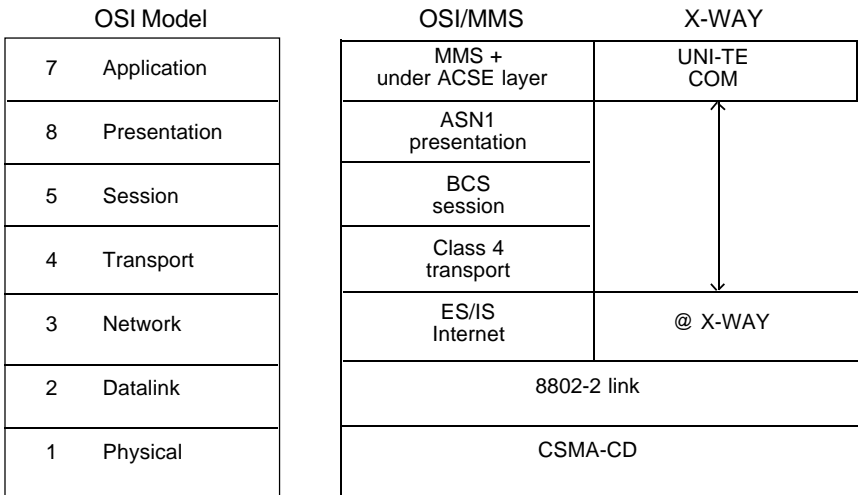 OSI Model OSI/MMS X-WAY
7 Application MMS + UNI-TE
under ACSE layer COM
8 Presentation ASN1
presentation
5 Session BCS
session
4 Transport Class 4
transport
3 Network ES/IS @ X-WAY
Internet
2 Datalink 8802-2 link
1 Physical CSMA-CD